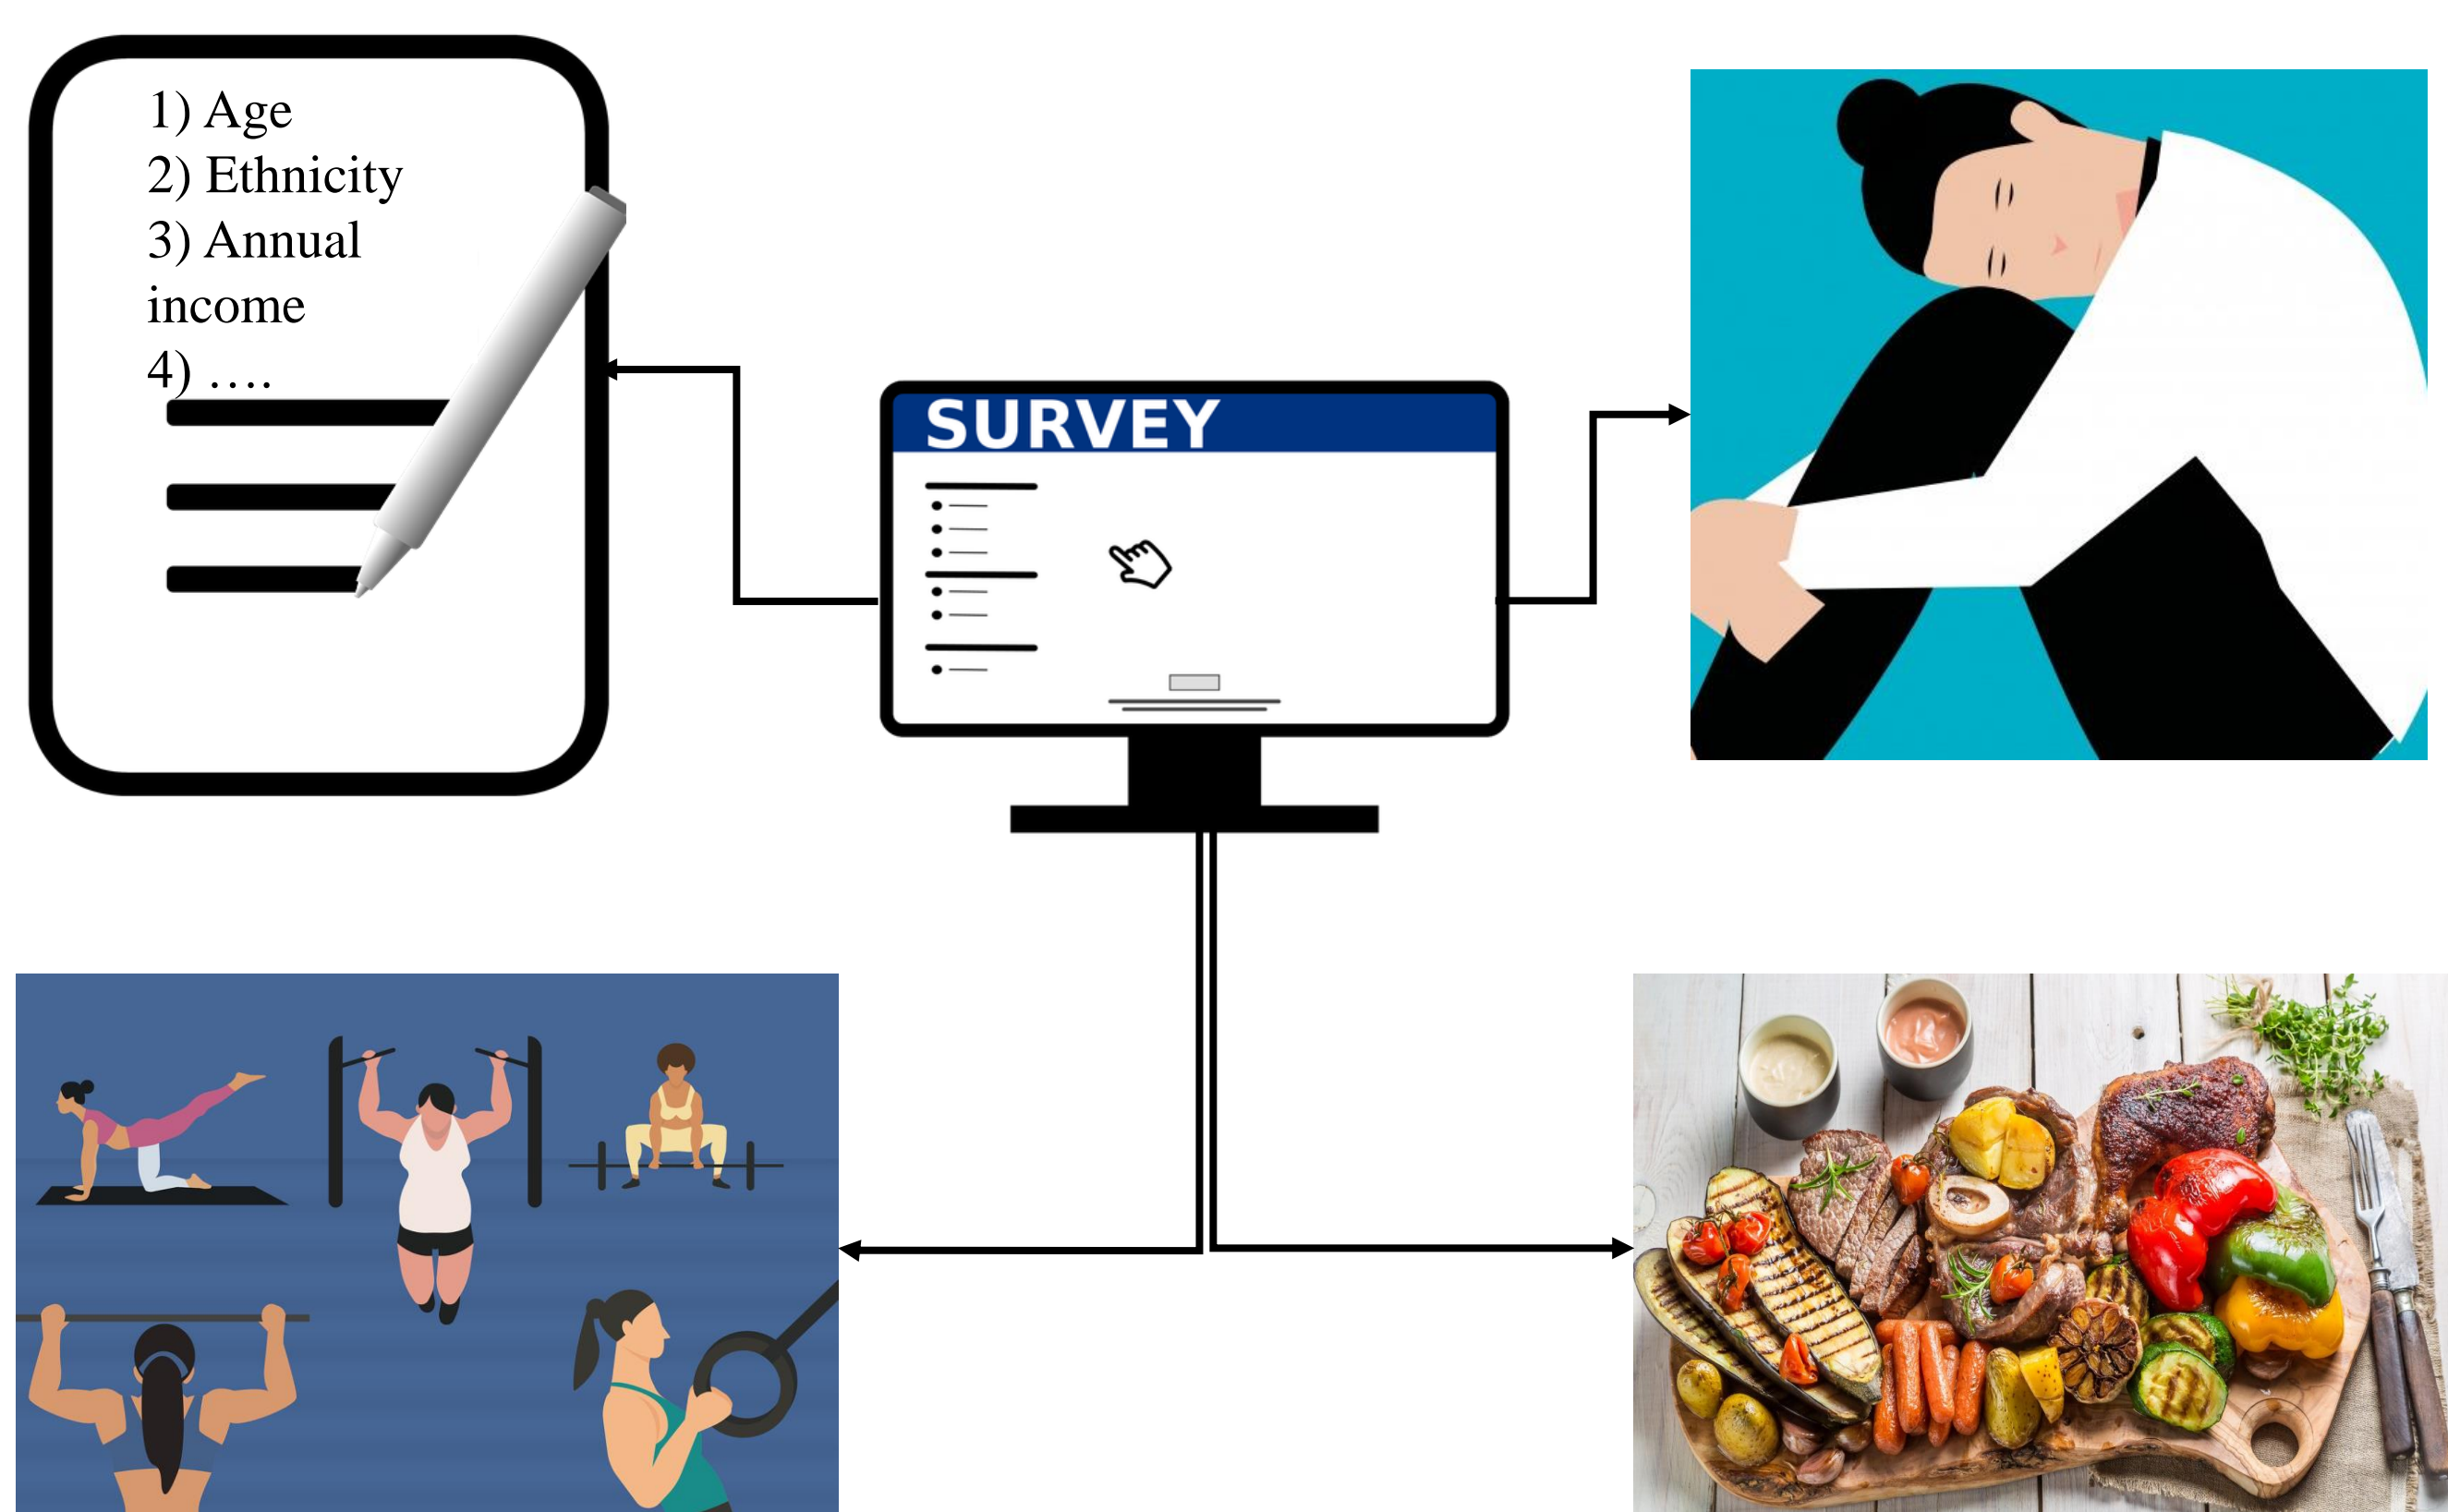 1) Age
2) Ethnicity
3) Annual
income
4) ....
SURVEY